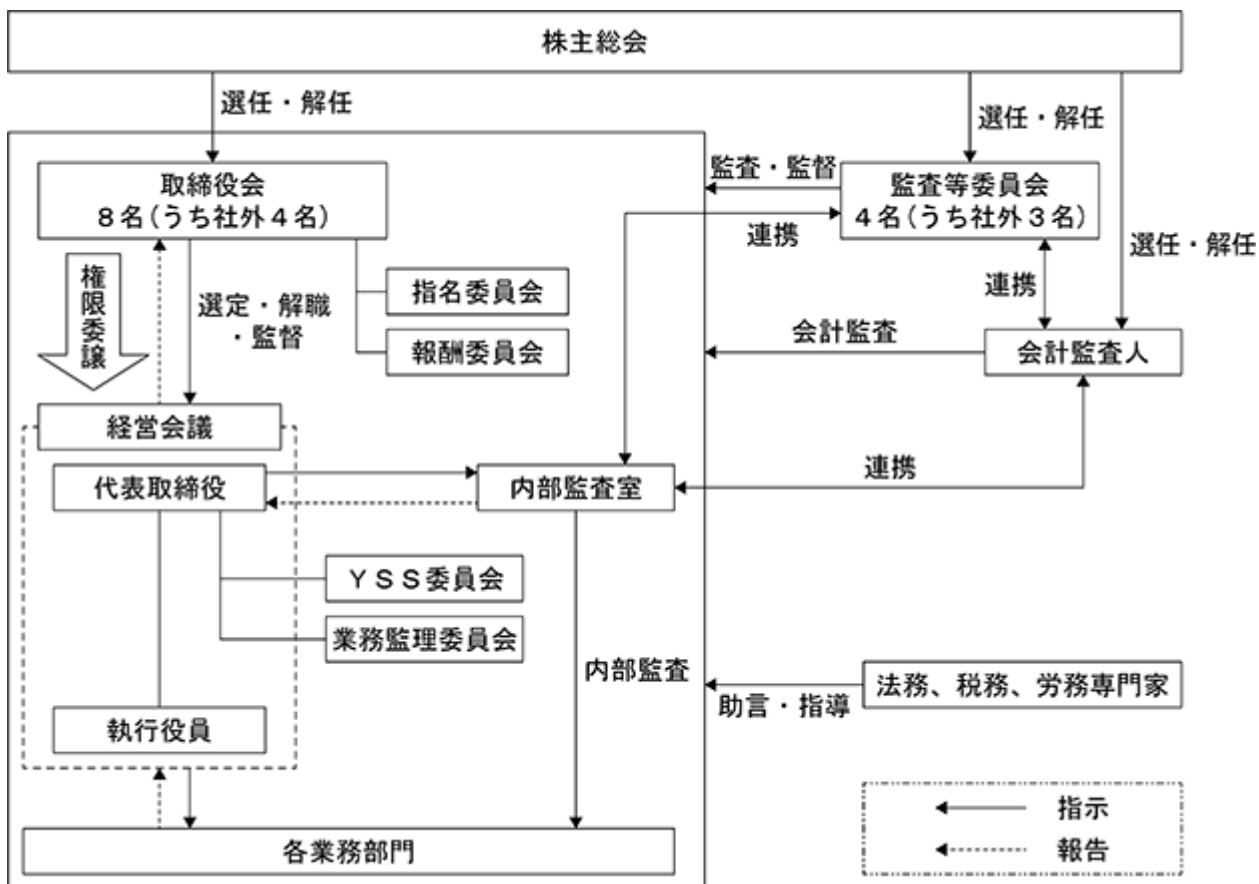 株主総会
選任・解任
選任・解任
選任・解任
取締役会
８名（うち社外４名）
監査・監督
監査等委員会
４名（うち社外３名）
連携
連携
権限委譲
選定・解職
・監督
指名委員会
報酬委員会
会計監査
会計監査人
経営会議
代表取締役
内部監査室
連携
ＹＳＳ委員会
業務監理委員会
内部監査
法務、税務、労務専門家
助言・指導
執行役員
各業務部門
指示
報告